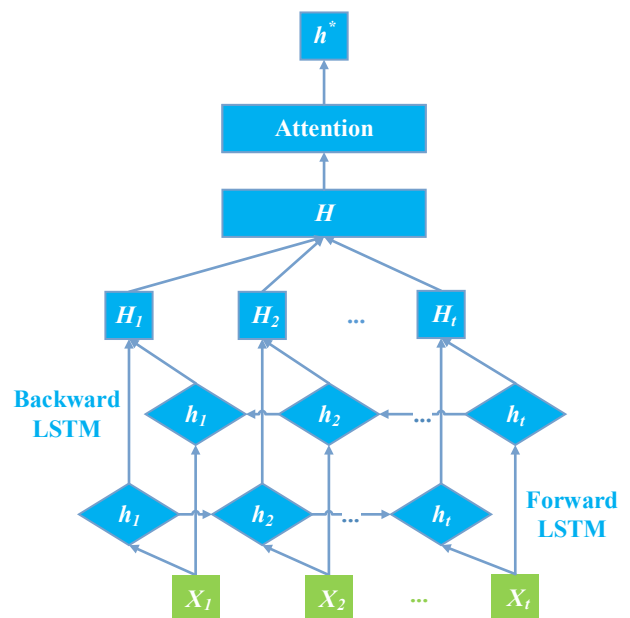 h*
Attention
H
H₁ H₂ ... Hₜ
Backward
LSTM
h₁ h₂ ... hₜ
h₁ h₂ ... hₜ
Forward
LSTM
X₁ X₂ ... Xₜ